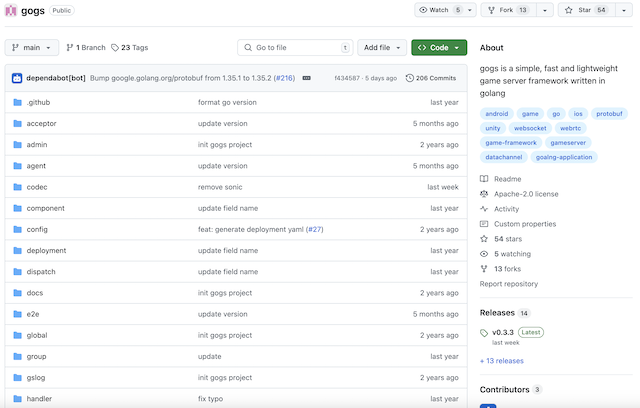 gogs Public
Watch 5
Fork 13
Star 54
main
1 Branch
23 Tags
Go to file
t
Add file
Code
dependabot[bot] Bump google.golang.org/protobuf from 1.35.1 to 1.35.2 (#216)
f434587 · 5 days ago
206 Commits
.github format go version last year
acceptor update version 5 months ago
admin init gogs project 2 years ago
agent update version 5 months ago
codec remove sonic last week
component update field name last year
config feat: generate deployment yaml (#27) 2 years ago
deployment update field name last year
dispatch update field name last year
docs init gogs project 2 years ago
e2e update version 5 months ago
global init gogs project 2 years ago
group update last year
gslog init gogs project 2 years ago
handler fix typo last year
About
gogs is a simple, fast and lightweight
game server framework written in
golang
android game go ios protobuf
unity websocket webrtc
game-framework gameserver
datachannel goalng-application
Readme
Apache-2.0 license
Activity
Custom properties
54 stars
5 watching
13 forks
Report repository
Releases 14
v0.3.3 Latest
last week
+ 13 releases
Contributors 3